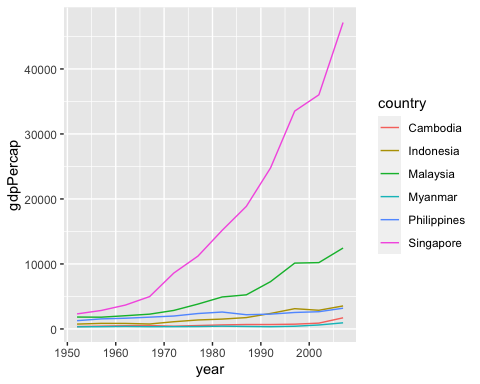 gdpPercap
40000
30000
20000
10000
0
1950 1960 1970 1980 1990 2000
year
country
Cambodia
Indonesia
Malaysia
Myanmar
Philippines
Singapore